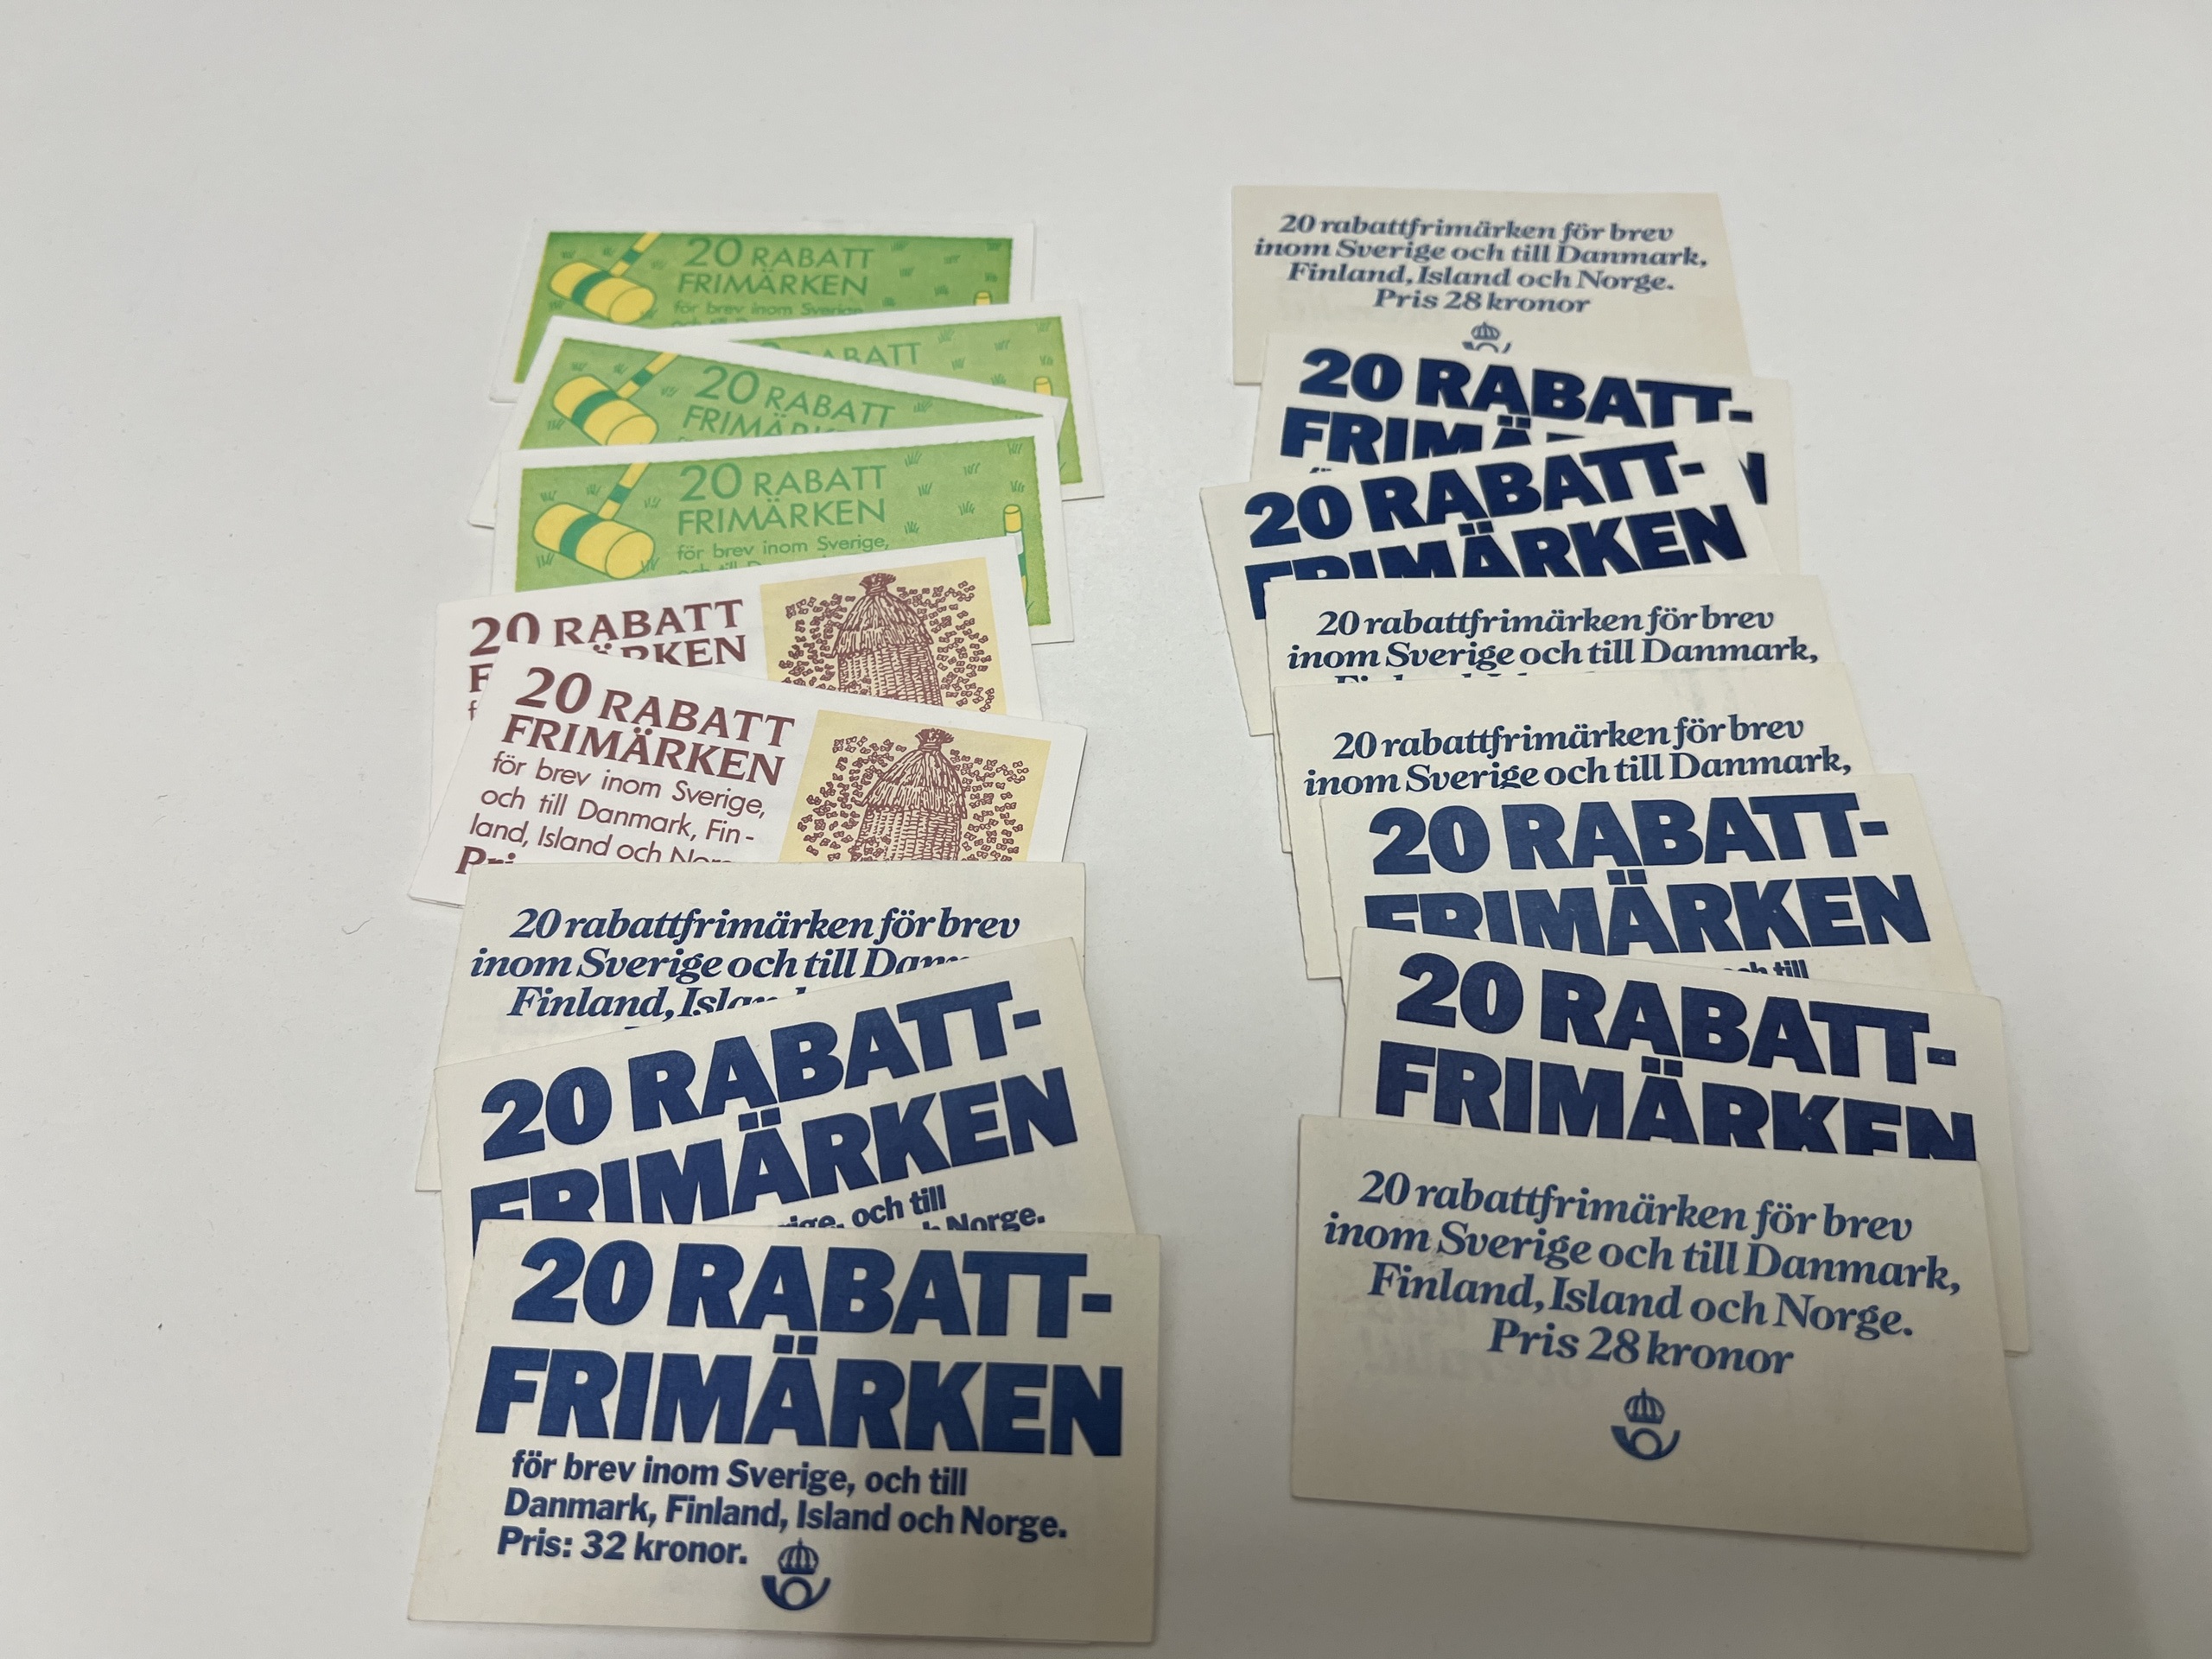 20 RABATT
FRIMÄRKEN
för brev inom Sverige
RABATT
20 RABATT
FRIMÄRKEN
20 RABATT
FRIMÄRKEN
för brev inom Sverige,
20 RABATT
20 RABATT
FRIMÄRKEN
för brev inom Sverige,
och till Danmark, Fin-
land, Island och
20 rabattfrimärken för brev
inom Sverige och till
Finland,
20 RABATT-
FRIMÄRKEN
och till
Norge.
20 RABATT-
FRIMÄRKEN
för brev inom Sverige, och till
Danmark, Finland, Island och Norge.
Pris: 32 kronor.
20 rabattfrimärken för brev
inom Sverige och till Danmark,
Finland, Island och Norge.
Pris 28 kronor
20 RABATT-
20 RABATT-
FRIMÄRKEN
20 rabattfrimärken för brev
inom Sverige och till Danmark,
20 rabattfrimärken för brev
inom Sverige och till Danmark,
20 RABATT-
FRIMÄRKEN
till
20 RABATT-
FRIMÄRKEN
20 rabattfrimärken för brev
inom Sverige och till Danmark,
Finland, Island och Norge.
Pris 28 kronor